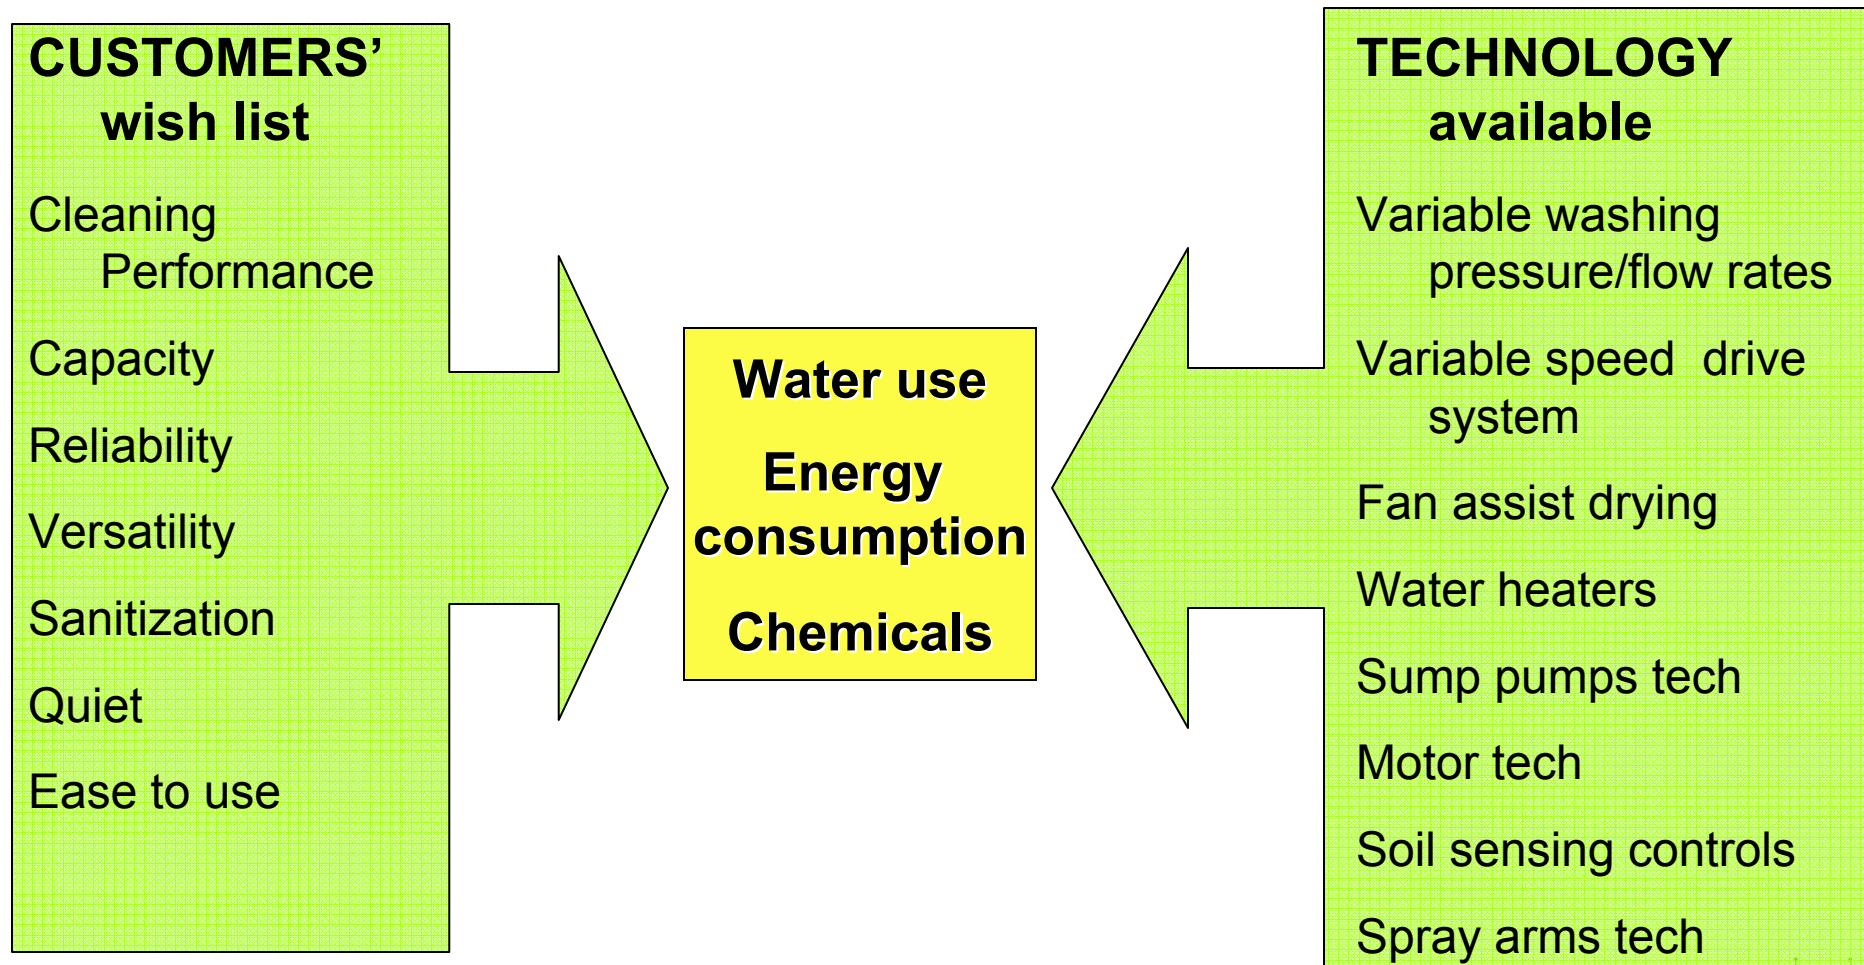 CUSTOMERS’
wish list
Cleaning
Performance
Capacity
Reliability
Versatility
Sanitization
Quiet
Ease to use
Water use
Energy
consumption
Chemicals
TECHNOLOGY
available
Variable washing
pressure/flow rates
Variable speed drive
system
Fan assist drying
Water heaters
Sump pumps tech
Motor tech
Soil sensing controls
Spray arms tech